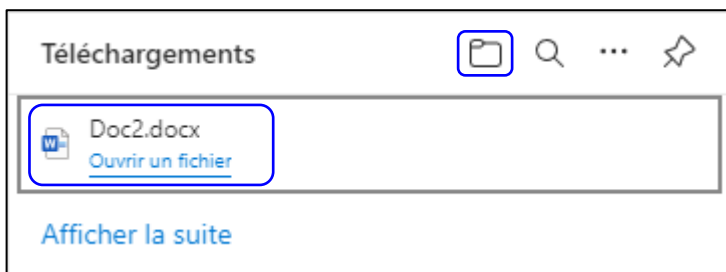 Téléchargements
Doc2.docx
Ouvrir un fichier
Afficher la suite